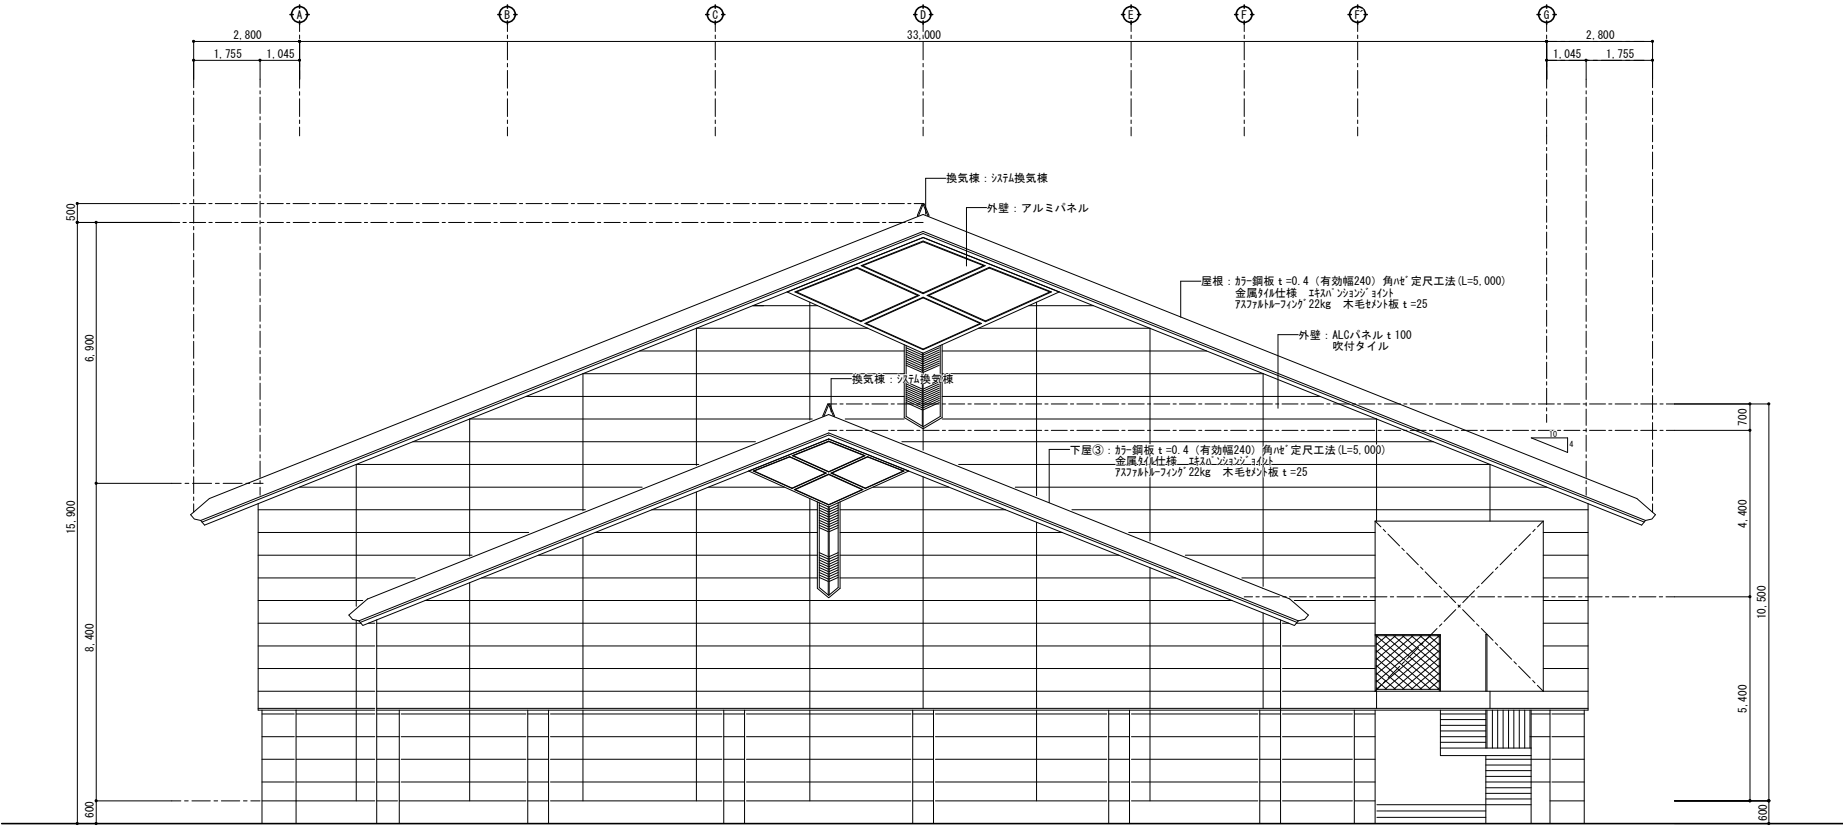 A
B
C
D
E
F
F'
G
2,800
33,000
2,800
1,755
1,045
1,045
1,755
換気棟：ｼｽﾃﾑ換気棟
外壁：アルミパネル
500
屋根：ｶﾗｰ鋼板ｔ=0.4（有効幅240）角ﾊｾﾞ定尺工法(L=5,000)
金属ﾀｲﾙ仕様　ｴｷｽﾊﾟﾝｼｮﾝｼﾞｮｲﾝﾄ
ｱｽﾌｧﾙﾄﾙｰﾌｨﾝｸﾞ22kg　木毛ｾﾒﾝﾄ板ｔ=25
外壁：ALCパネルｔ100
吹付タイル
6,900
換気棟：ｼｽﾃﾑ換気棟
700
10
4
下屋③：ｶﾗｰ鋼板ｔ=0.4（有効幅240）角ﾊｾﾞ定尺工法(L=5,000)
金属ﾀｲﾙ仕様　ｴｷｽﾊﾟﾝｼｮﾝｼﾞｮｲﾝﾄ
ｱｽﾌｧﾙﾄﾙｰﾌｨﾝｸﾞ22kg　木毛ｾﾒﾝﾄ板ｔ=25
15,900
4,400
10,500
8,400
5,400
600
600